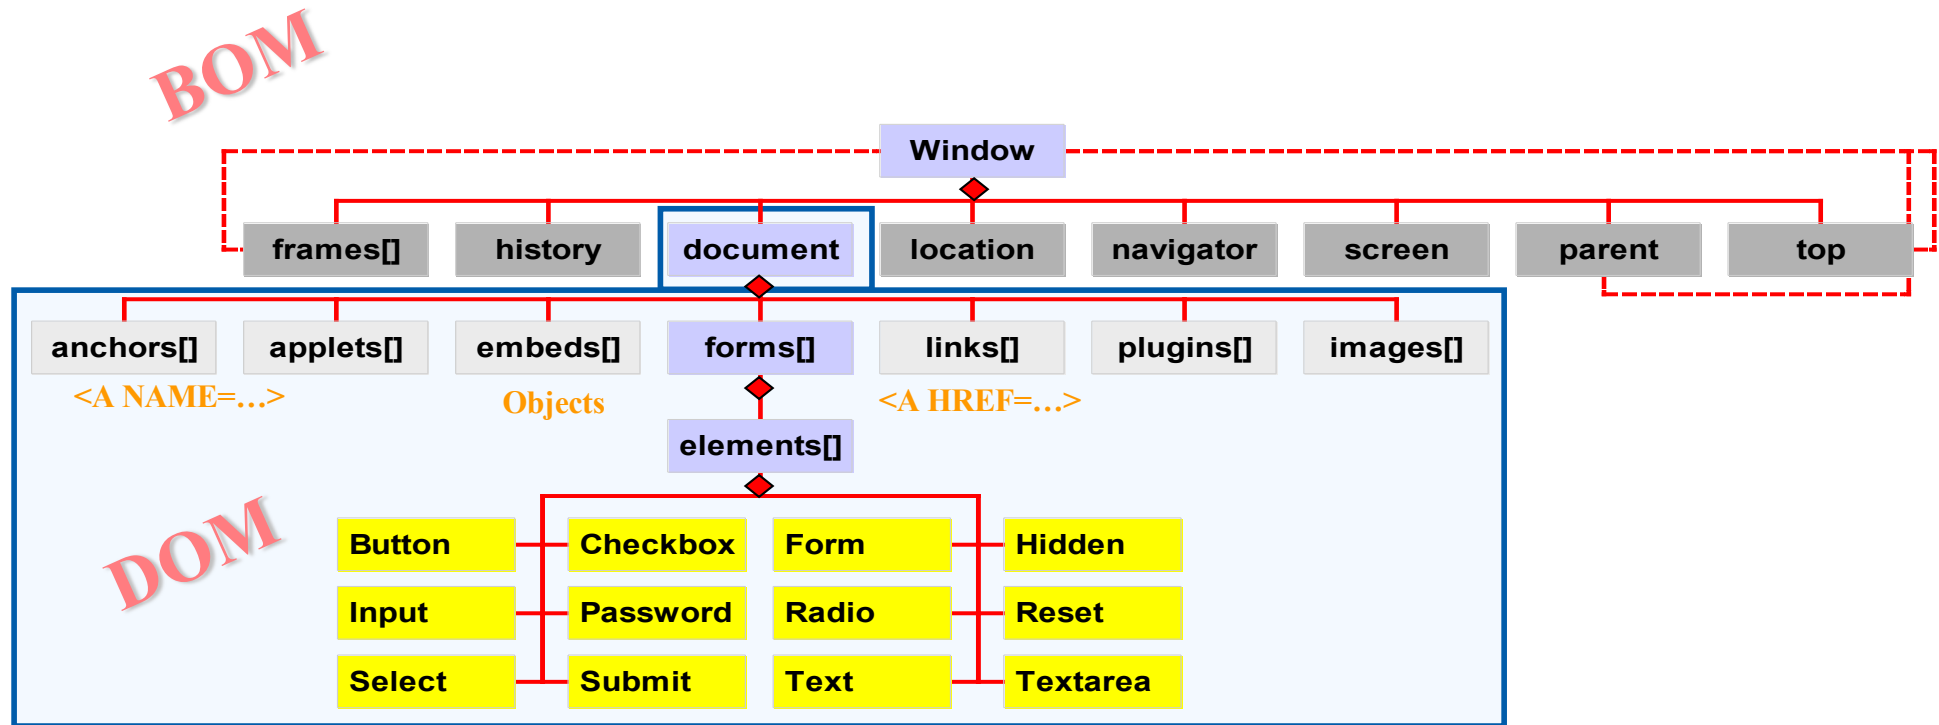 BOM
Window
frames[] history document location navigator screen parent top
anchors[] applets[] embeds[] forms[] links[] plugins[] images[]
<A NAME=…> Objects <A HREF=…>
elements[]
DOM
Button Checkbox Form Hidden
Input Password Radio Reset
Select Submit Text Textarea